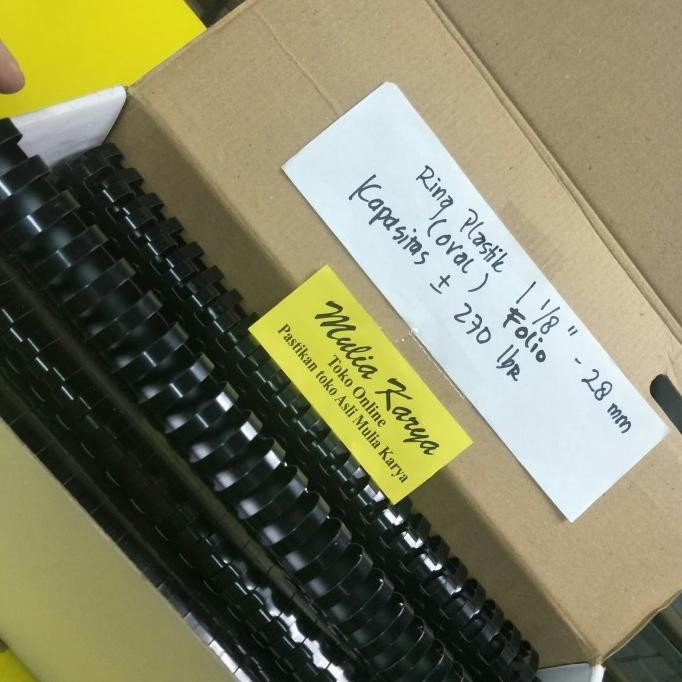 Ring Plastik 1 1/8" - 28 mm
(oval) Folio
Kapasitas ± 270 lbr
Mulia Karya
Toko Online
Pastikan toko Asli Mulia Karya